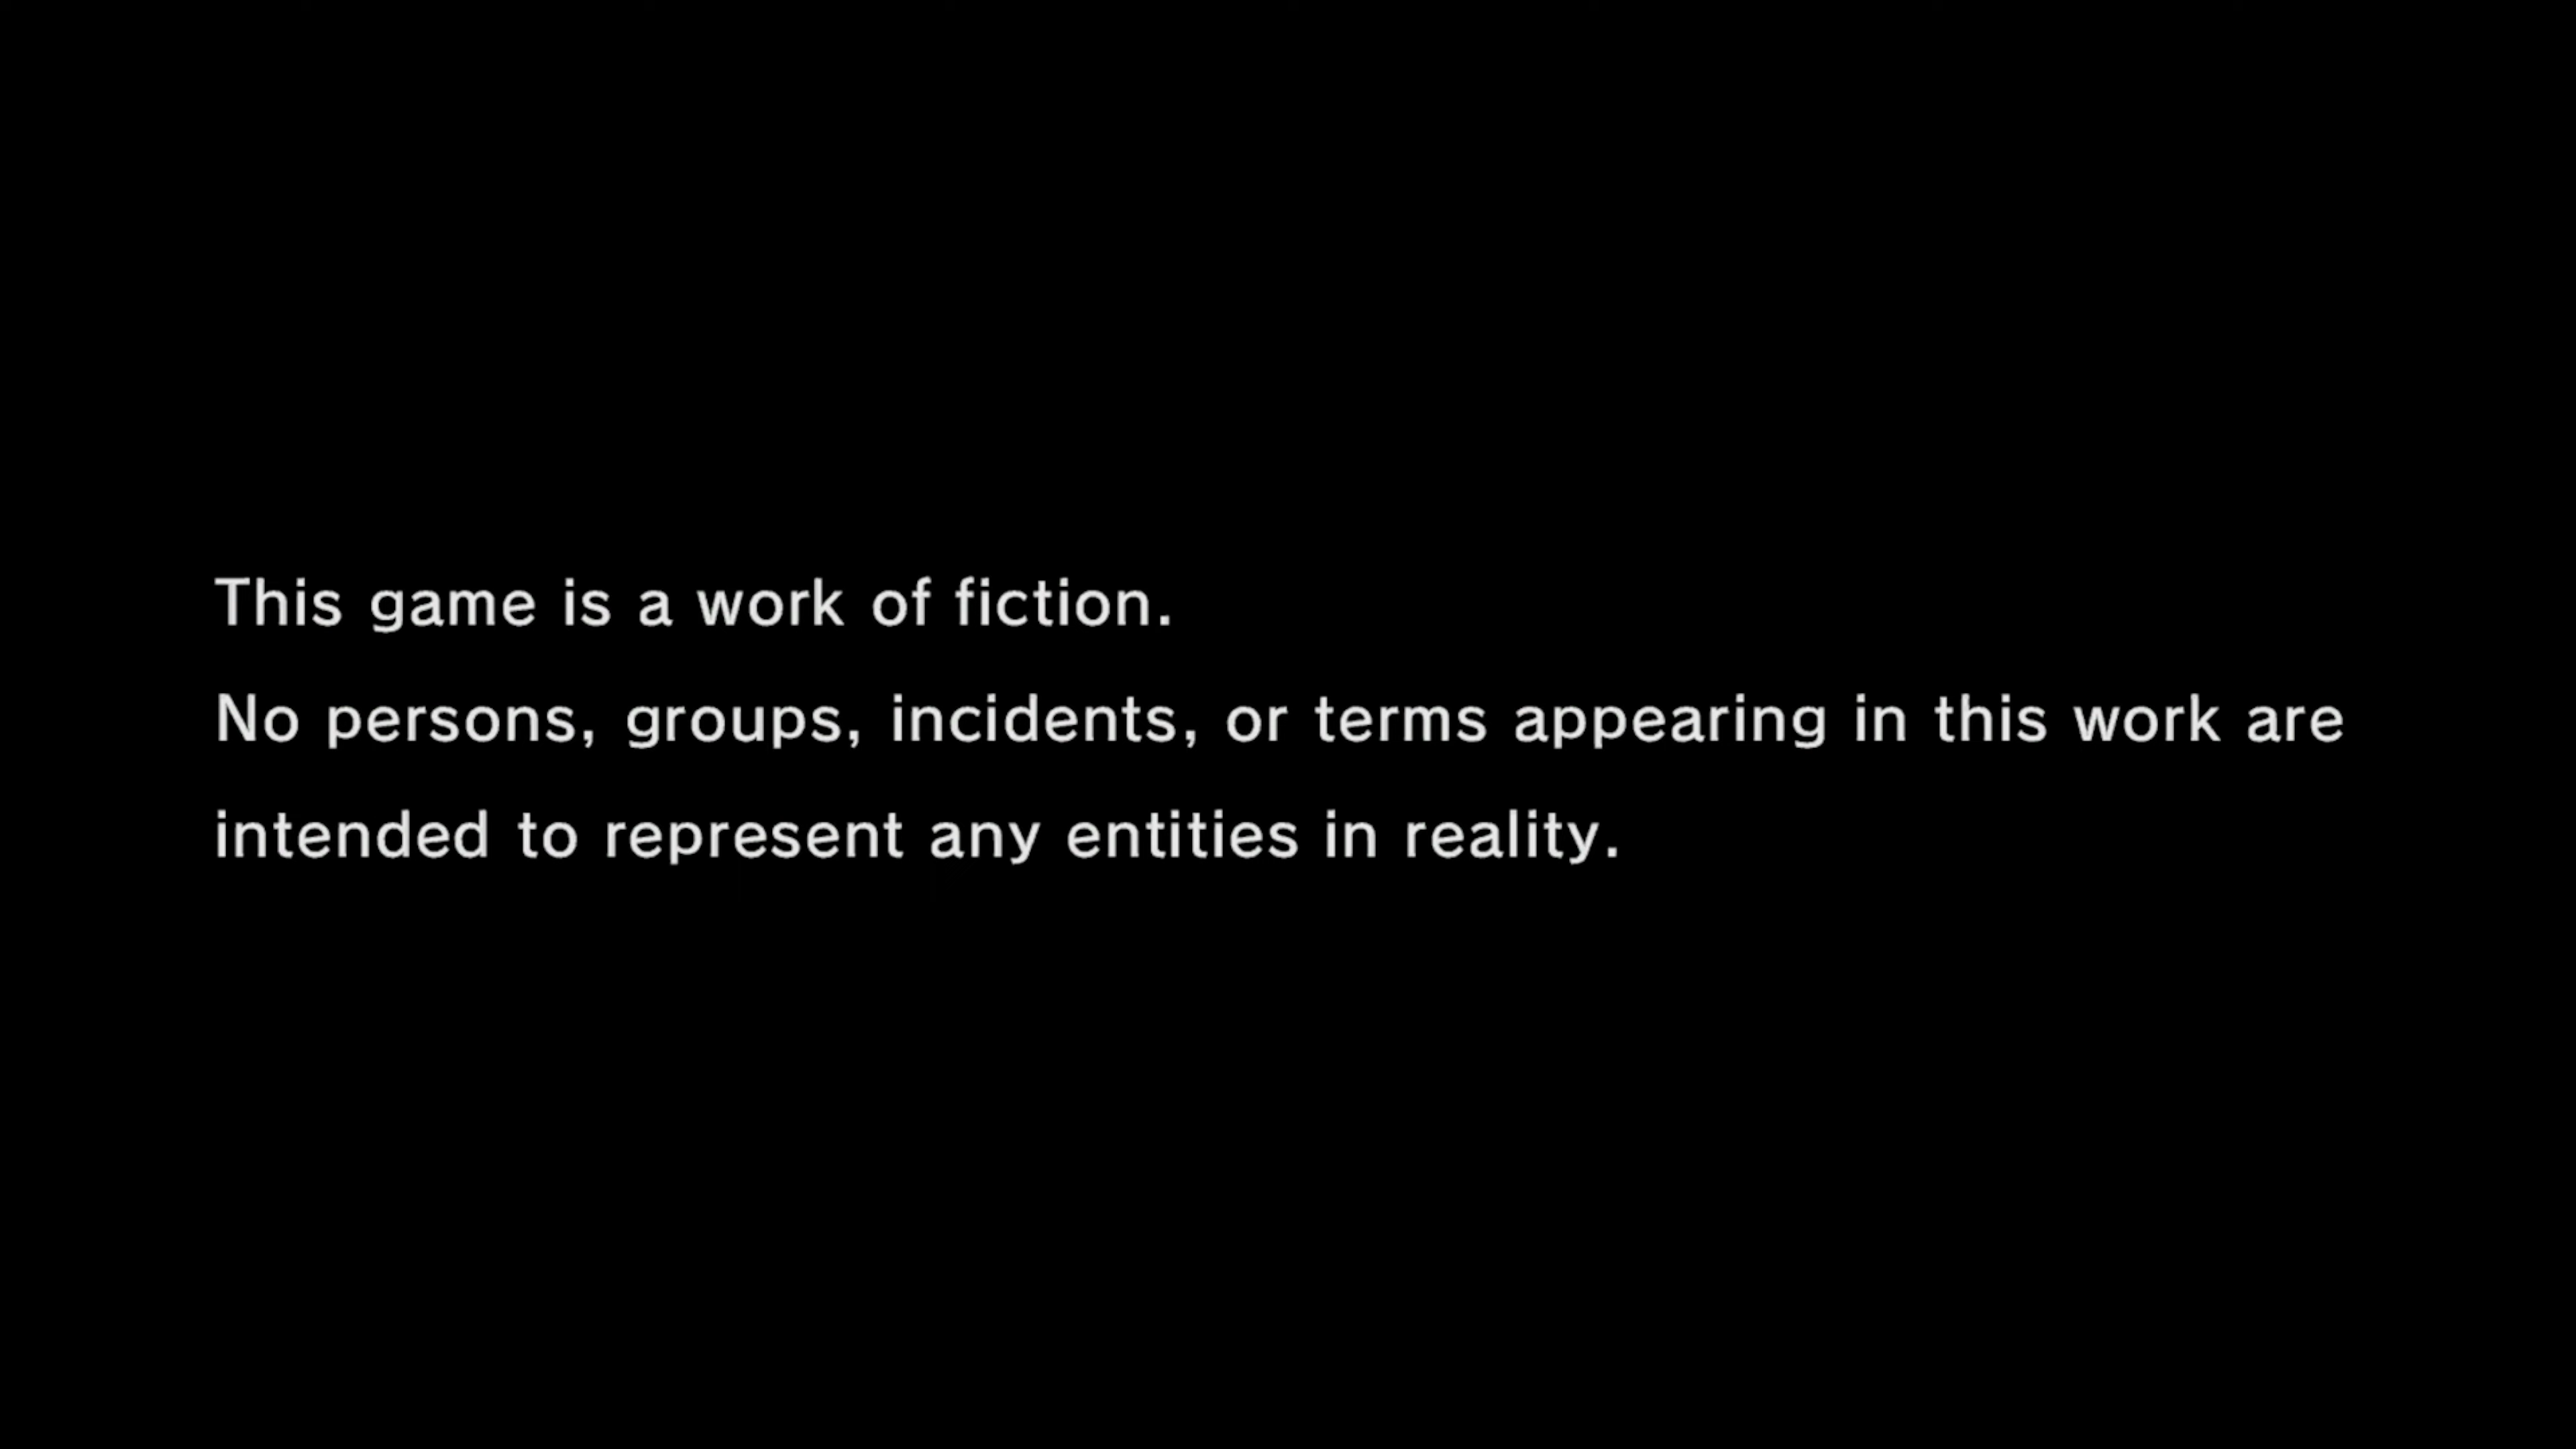 This game is a work of fiction.
No persons, groups, incidents, or terms appearing in this work are
intended to represent any entities in reality.